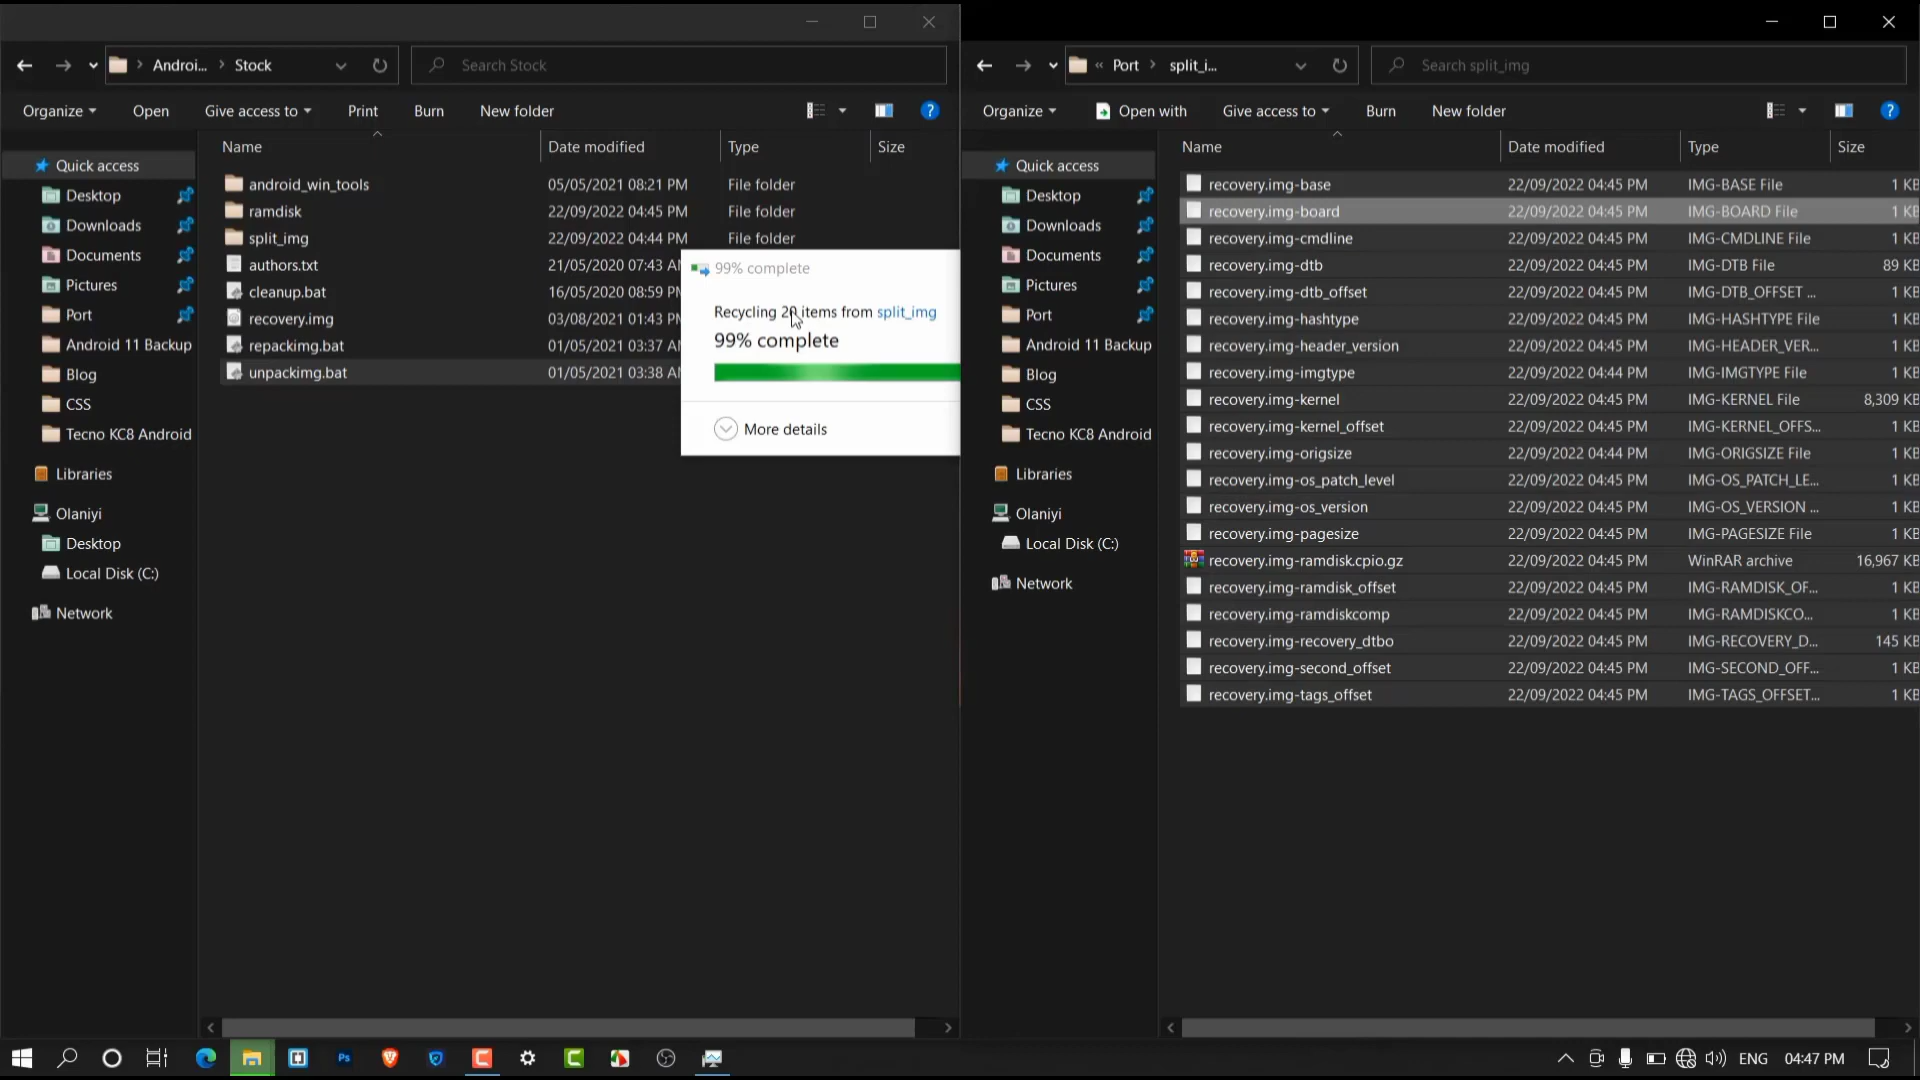 Androi... > Stock
Search Stock
Organize
Open
Give access to
Print
Burn
New folder
Name
Date modified
Type
Size
Quick access
Desktop
Downloads
Documents
Pictures
Port
Android 11 Backup
Blog
CSS
Tecno KC8 Android
Libraries
Olaniyi
Desktop
Local Disk (C:)
Network
android_win_tools 05/05/2021 08:21 PM File folder
ramdisk 22/09/2022 04:45 PM File folder
split_img 22/09/2022 04:44 PM File folder
authors.txt 21/05/2020 07:43 AM
cleanup.bat 16/05/2020 08:59 PM
recovery.img 03/08/2021 01:43 PM
repackimg.bat 01/05/2021 03:37 AM
unpackimg.bat 01/05/2021 03:38 AM
99% complete
Recycling 20 items from split_img
99% complete
More details
« Port > split_i...
Search split_img
Organize
Open with
Give access to
Burn
New folder
Name
Date modified
Type
Size
Quick access
Desktop
Downloads
Documents
Pictures
Port
Android 11 Backup
Blog
CSS
Tecno KC8 Android
Libraries
Olaniyi
Local Disk (C:)
Network
recovery.img-base 22/09/2022 04:45 PM IMG-BASE File 1 KB
recovery.img-board 22/09/2022 04:45 PM IMG-BOARD File 1 KB
recovery.img-cmdline 22/09/2022 04:45 PM IMG-CMDLINE File 1 KB
recovery.img-dtb 22/09/2022 04:45 PM IMG-DTB File 89 KB
recovery.img-dtb_offset 22/09/2022 04:45 PM IMG-DTB_OFFSET ... 1 KB
recovery.img-hashtype 22/09/2022 04:45 PM IMG-HASHTYPE File 1 KB
recovery.img-header_version 22/09/2022 04:45 PM IMG-HEADER_VER... 1 KB
recovery.img-imgtype 22/09/2022 04:44 PM IMG-IMGTYPE File 1 KB
recovery.img-kernel 22/09/2022 04:45 PM IMG-KERNEL File 8,309 KB
recovery.img-kernel_offset 22/09/2022 04:45 PM IMG-KERNEL_OFFS... 1 KB
recovery.img-origsize 22/09/2022 04:44 PM IMG-ORIGSIZE File 1 KB
recovery.img-os_patch_level 22/09/2022 04:45 PM IMG-OS_PATCH_LE... 1 KB
recovery.img-os_version 22/09/2022 04:45 PM IMG-OS_VERSION ... 1 KB
recovery.img-pagesize 22/09/2022 04:45 PM IMG-PAGESIZE File 1 KB
recovery.img-ramdisk.cpio.gz 22/09/2022 04:45 PM WinRAR archive 16,967 KB
recovery.img-ramdisk_offset 22/09/2022 04:45 PM IMG-RAMDISK_OF... 1 KB
recovery.img-ramdiskcomp 22/09/2022 04:45 PM IMG-RAMDISKCO... 1 KB
recovery.img-recovery_dtbo 22/09/2022 04:45 PM IMG-RECOVERY_D... 145 KB
recovery.img-second_offset 22/09/2022 04:45 PM IMG-SECOND_OFF... 1 KB
recovery.img-tags_offset 22/09/2022 04:45 PM IMG-TAGS_OFFSET... 1 KB
Ps
ENG
04:47 PM